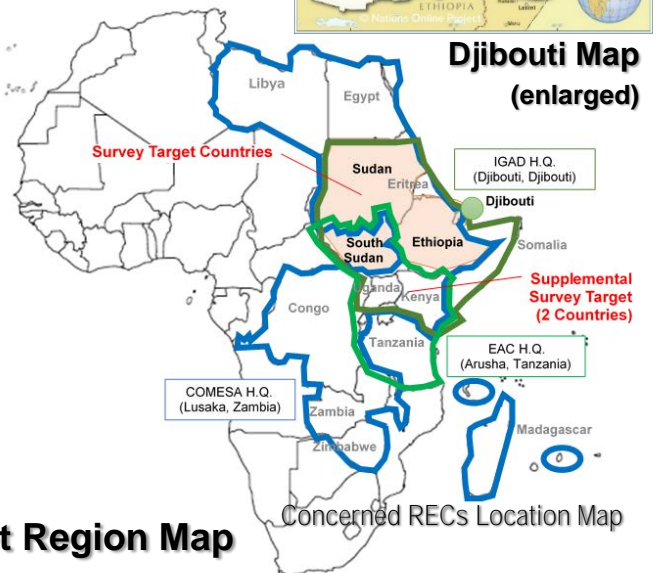 ETHIOPIA
© Nations Online Project
Djibouti Map
(enlarged)
Libya
Egypt
Survey Target Countries
Sudan
Eritrea
IGAD H.Q.
(Djibouti, Djibouti)
Djibouti
South
Sudan
Ethiopia
Somalia
Uganda
Kenya
Supplemental
Survey Target
(2 Countries)
Congo
Tanzania
EAC H.Q.
(Arusha, Tanzania)
COMESA H.Q.
(Lusaka, Zambia)
Zambia
Zimbabwe
Madagascar
Concerned RECs Location Map
t Region Map